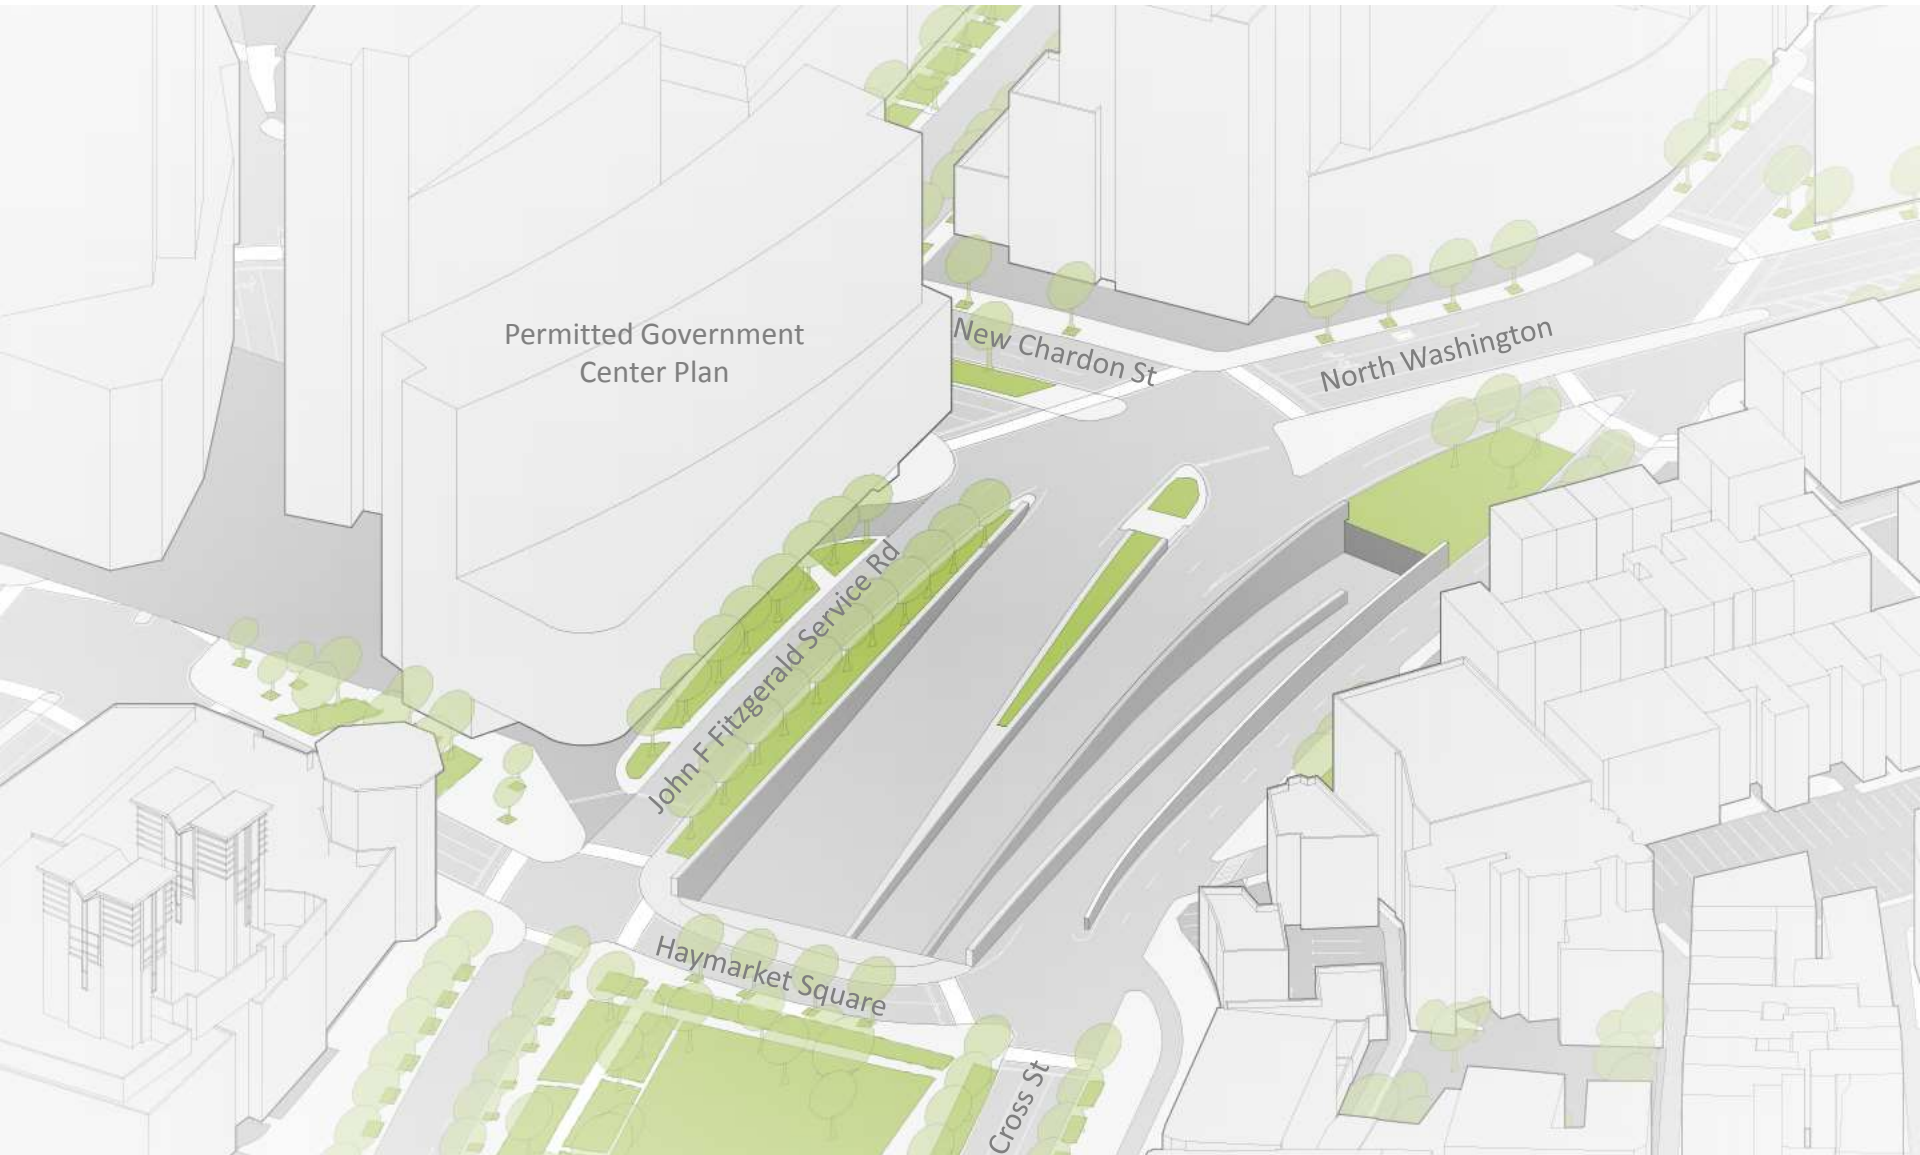 Permitted Government
Center Plan
New Chardon St
North Washington
John F Fitzgerald Service Rd
Haymarket Square
Cross St